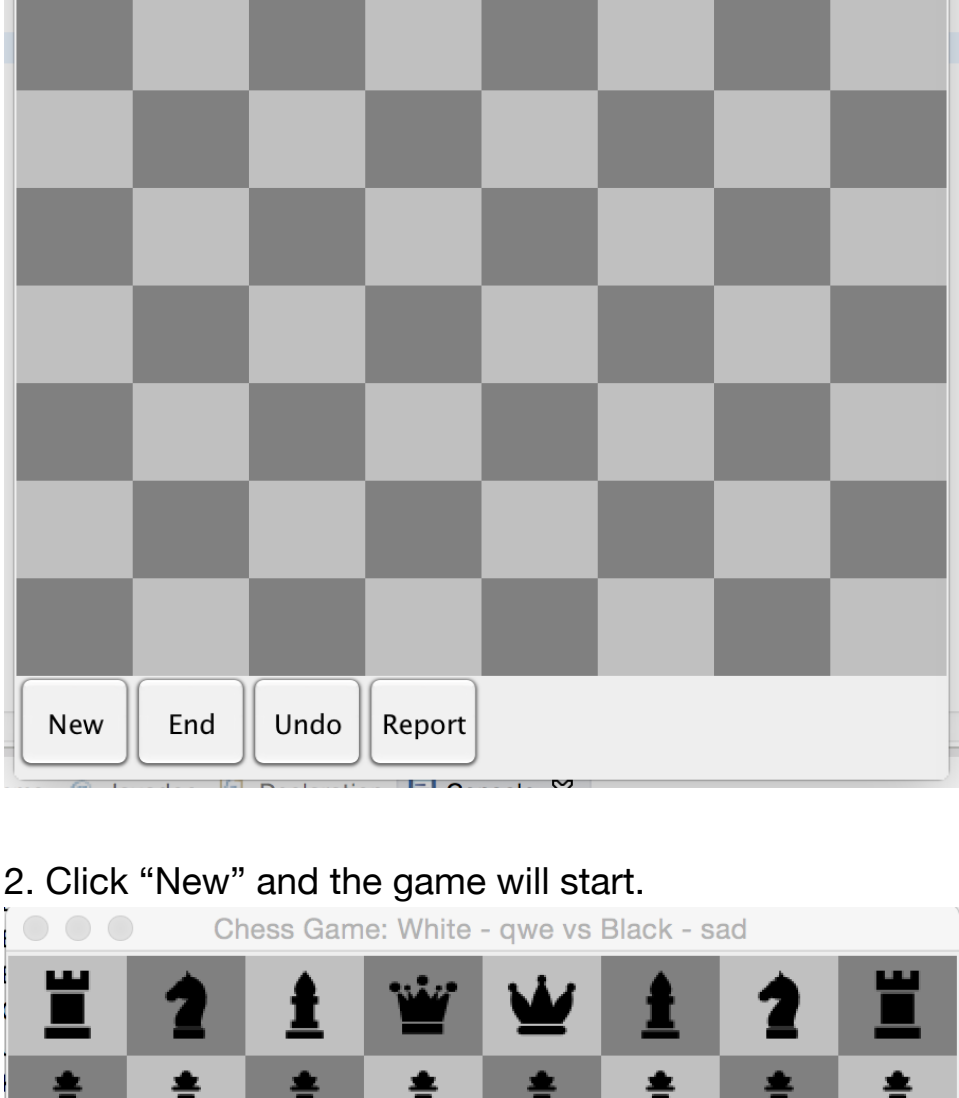 New End Undo Report
Console
2. Click “New” and the game will start.
Chess Game: White - qwe vs Black - sad